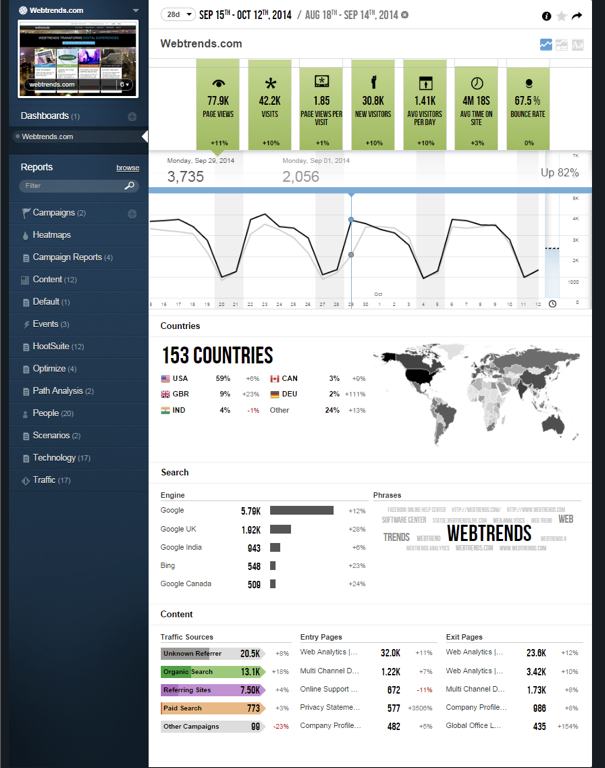 Webtrends.com
28d
SEP 15TH - OCT 12TH, 2014 / AUG 18TH - SEP 14TH, 2014
Webtrends.com
webtrends.com 6
Dashboards (1)
Webtrends.com
Reports browse
Filter
Campaigns (2)
Heatmaps
Campaign Reports (4)
Content (12)
Default (1)
Events (3)
HootSuite (12)
Optimize (4)
Path Analysis (2)
People (20)
Scenarios (2)
Technology (17)
Traffic (17)
77.9K PAGE VIEWS +11%
42.2K VISITS +10%
1.85 PAGE VIEWS PER VISIT +1%
30.8K NEW VISITORS +10%
1.41K AVG VISITORS PER DAY +10%
4M 18S AVG TIME ON SITE +3%
67.5 % BOUNCE RATE 0%
Monday, Sep 29, 2014 Monday, Sep 01, 2014
3,735 2,056 Up 82%
7K
5K
4K
3K
2K
1000
0
Oct
5 16 17 18 19 20 21 22 23 24 25 26 27 28 29 30 1 2 3 4 5 6 7 8 9 10 11 12
Countries
153 COUNTRIES
USA 59% +6% CAN 3% +9%
GBR 9% +23% DEU 2% +111%
IND 4% -1% Other 24% +13%
Search
Engine Phrases
Google 5.79K +12%
Google UK 1.92K +28%
Google India 943 +6%
Bing 548 +23%
Google Canada 509 +24%
FACEBOOK ONLINE HELP CENTER HTTP://WEBTRENDS.COM/ HTTP://WWW.WEBTRENDS.COM
SOFTWARE CENTER WEB ANALYTICS WEB TREND WEB
TRENDS WEBTREND WEBTRENDS WEBTRENDS.
WEBTRENDS ANALYTICS WEBTRENDS.COM WWW.WEBTRENDS.COM
Content
Traffic Sources Entry Pages Exit Pages
Unknown Referrer 20.5K +8% Web Analytics |... 32.0K +11% Web Analytics |... 23.6K +12%
Organic Search 13.1K +18% Multi Channel D... 1.22K +7% Web Analytics |... 3.42K +10%
Referring Sites 7.50K +4% Online Support ... 672 -11% Multi Channel D... 1.73K +8%
Paid Search 773 +3% Privacy Stateme... 577 +3506% Company Profile... 986 +8%
Other Campaigns 99 -23% Company Profile... 482 +5% Global Office L... 435 +154%